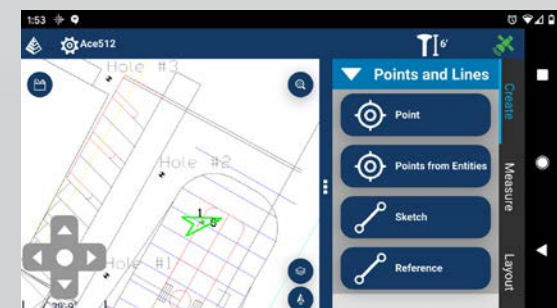 1:53
Ace512
6'
Hole #3
Hole #2
1
Hole #1
Points and Lines
Point
Points from Entities
Sketch
Reference
Create
Measure
Layout